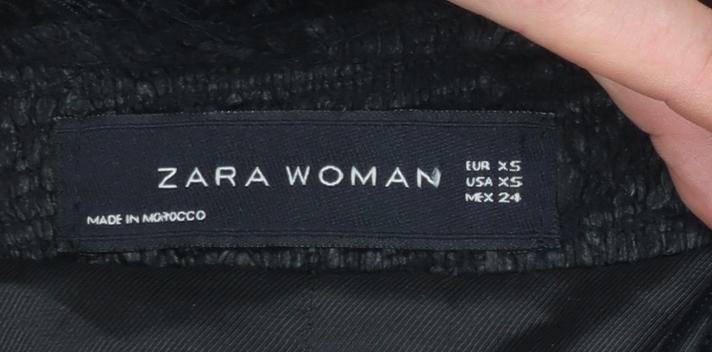 ZARA WOMAN
EUR XS
USA XS
MEX 24
MADE IN MOROCCO